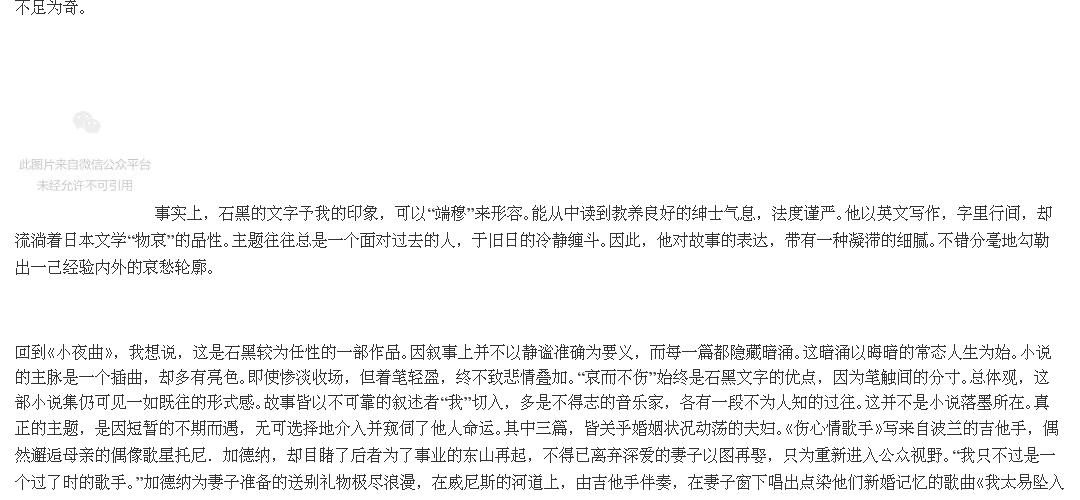 不足为奇。
此图片来自微信公众平台
未经允许不可引用
事实上，石黑的文字予我的印象，可以“端穆”来形容。能从中读到教养良好的绅士气息，法度谨严。他以英文写作，字里行间，却
流淌着日本文学“物哀”的品性。主题往往总是一个面对过去的人，于旧日的冷静缠斗。因此，他对故事的表达，带有一种凝滞的细腻。不错分毫地勾勒
出一己经验内外的哀愁轮廓。
回到《小夜曲》，我想说，这是石黑较为任性的一部作品。因叙事上并不以静谧准确为要义，而每一篇都隐藏暗涌。这暗涌以晦暗的常态人生为始。小说
的主脉是一个插曲，却多有亮色。即使惨淡收场，但着笔轻盈，终不致悲情叠加。“哀而不伤”始终是石黑文字的优点，因为笔触间的分寸。总体观，这
部小说集仍可见一如既往的形式感。故事皆以不可靠的叙述者“我”切入，多是不得志的音乐家，各有一段不为人知的过往。这并不是小说落墨所在。真
正的主题，是因短暂的不期而遇，无可选择地介入并窥伺了他人命运。其中三篇，皆关乎婚姻状况动荡的夫妇。《伤心情歌手》写来自波兰的吉他手，偶
然邂逅母亲的偶像歌星托尼．加德纳，却目睹了后者为了事业的东山再起，不得已离弃深爱的妻子以图再娶，只为重新进入公众视野。“我只不过是一
个过了时的歌手。”加德纳为妻子准备的送别礼物极尽浪漫，在威尼斯的河道上，由吉他手伴奏，在妻子窗下唱出点染他们新婚记忆的歌曲《我太易坠入